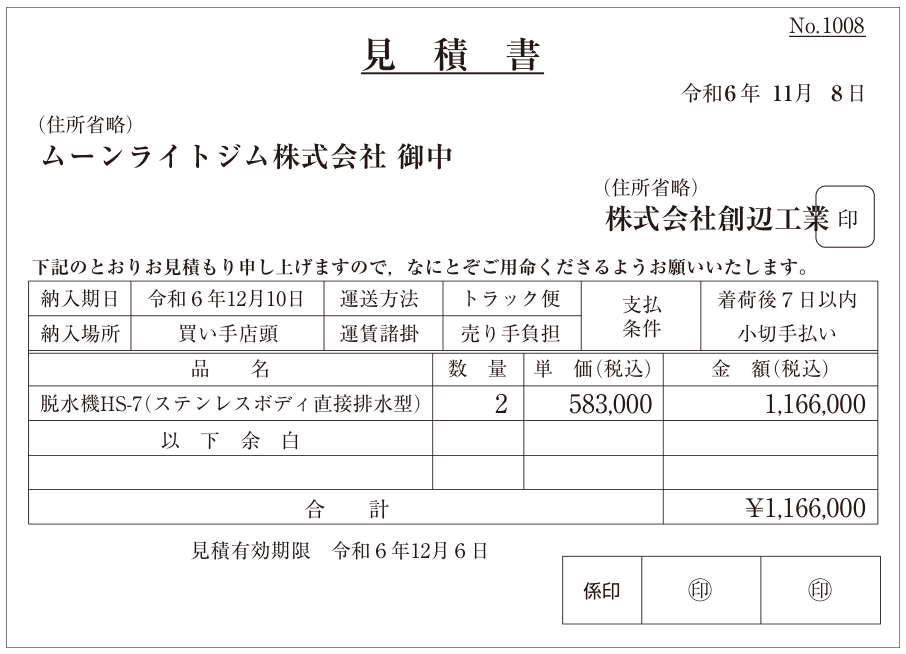 No.1008
見 積 書
令和6年 11月 8日
（住所省略）
ムーンライトジム株式会社 御中
（住所省略）
株式会社創辺工業 印
下記のとおりお見積もり申し上げますので，なにとぞご用命くださるようお願いいたします。
納入期日 令和６年12月10日 運送方法 トラック便 支払条件 着荷後７日以内
納入場所 買い手店頭 運賃諸掛 売り手負担 小切手払い
品 名 数 量 単 価（税込） 金 額（税込）
脱水機HS-7（ステンレスボディ直接排水型） 2 583,000 1,166,000
以 下 余 白
合 計 ¥1,166,000
見積有効期限 令和６年12月６日
係印 ㊞ ㊞